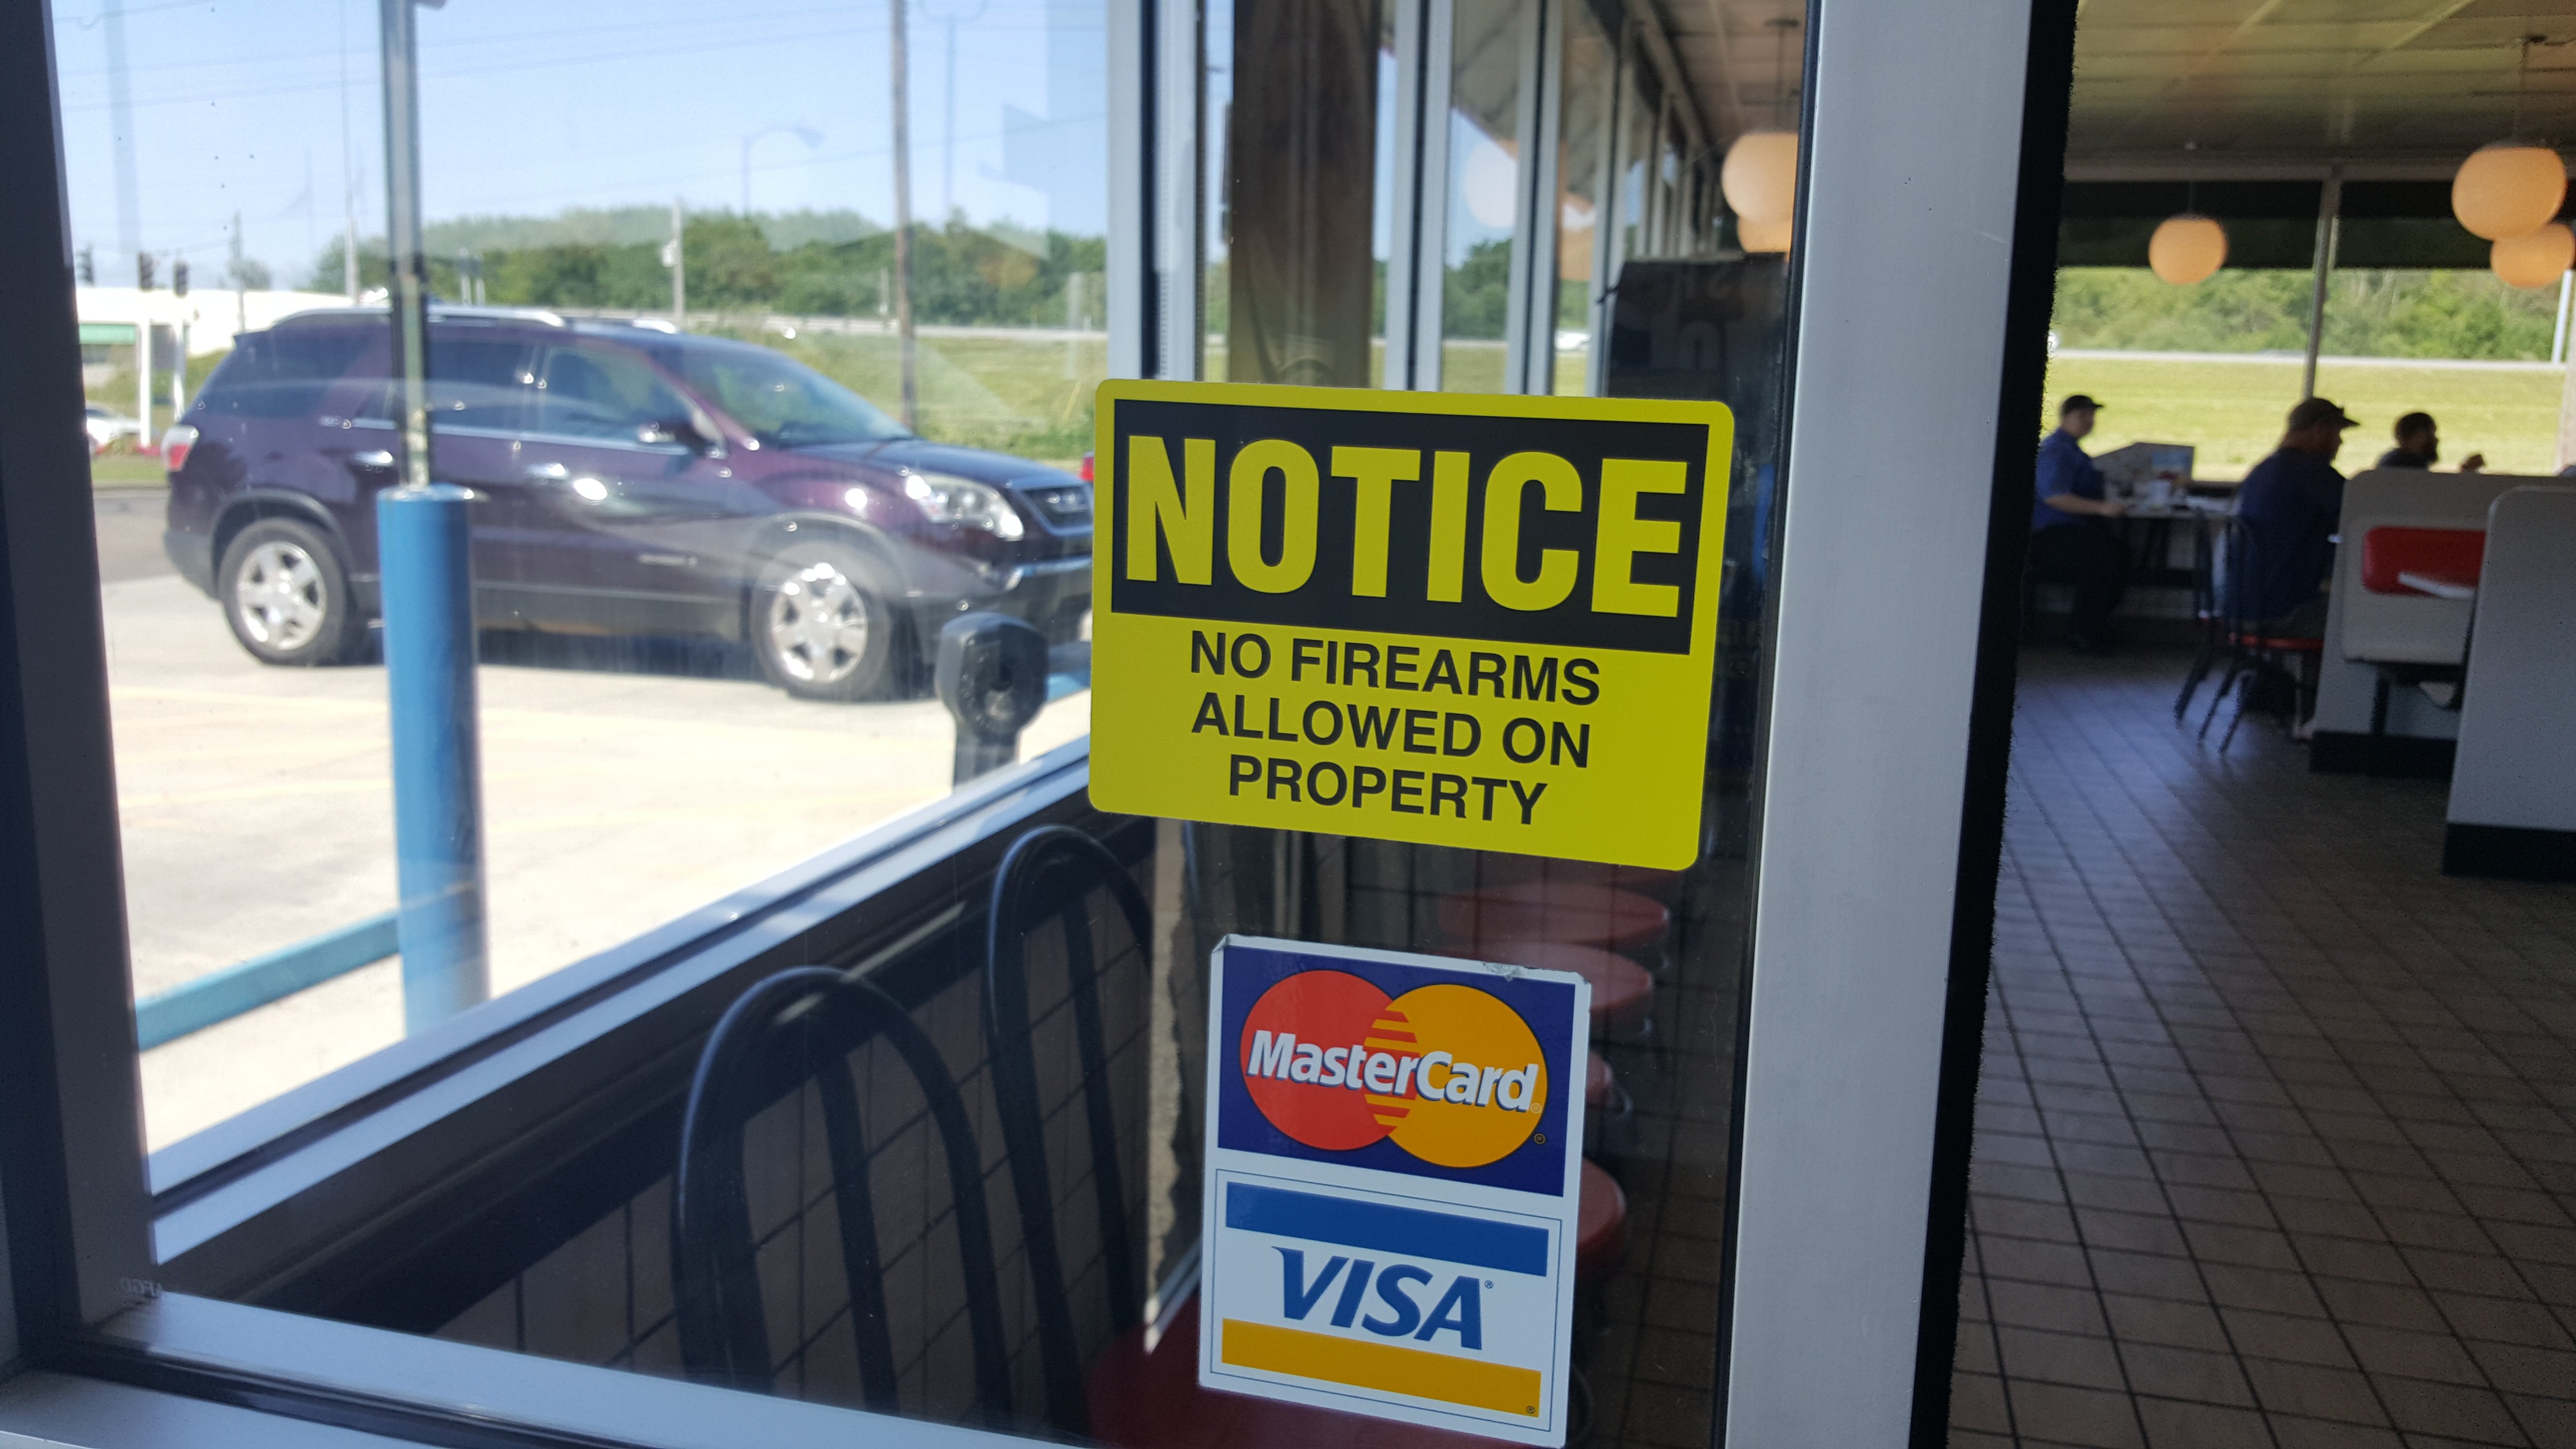 NOTICE
NO FIREARMS
ALLOWED ON
PROPERTY
MasterCard
VISA